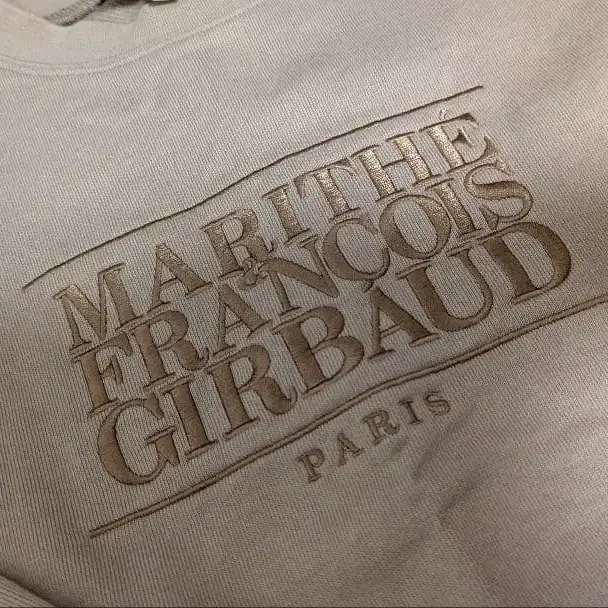 MARITHÉ
&
FRANÇOIS
GIRBAUD
PARIS